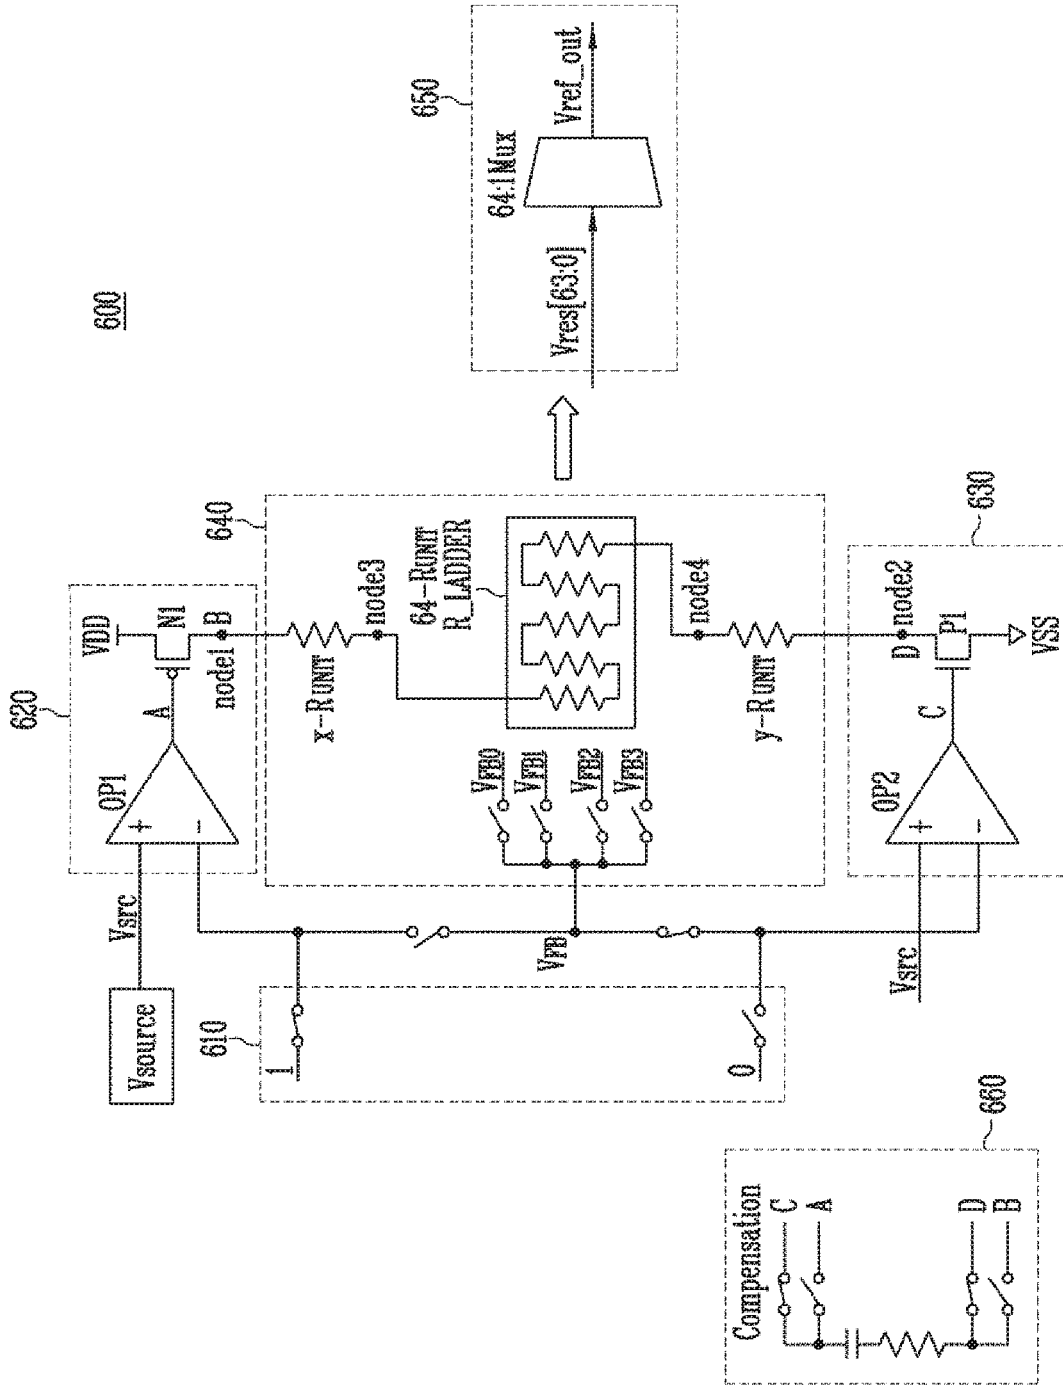 600
620
VDD
OP1
A
N1
B
node1
+
-
Vsrc
Vsource
640
x-RUNIT
node3
64-RUNIT
R_LADDER
VFB0
VFB1
VFB2
VFB3
node4
y-RUNIT
650
64:1Mux
Vres[63:0]
Vref_out
610
1
0
VFB
630
OP2
C
D
node2
P1
VSS
+
-
Vsrc
660
Compensation
C
A
D
B